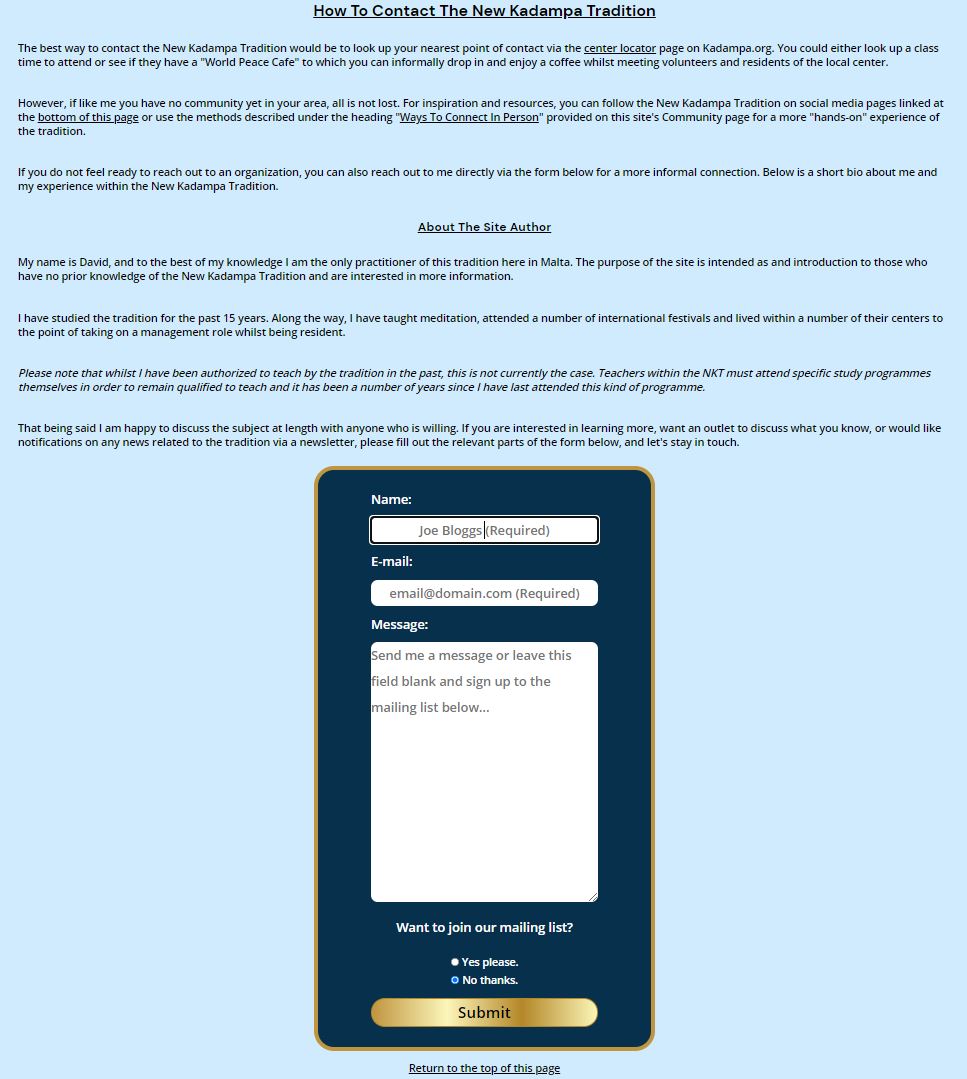 How To Contact The New Kadampa Tradition
The best way to contact the New Kadampa Tradition would be to look up your nearest point of contact via the center locator page on Kadampa.org. You could either look up a class
time to attend or see if they have a "World Peace Cafe" to which you can informally drop in and enjoy a coffee whilst meeting volunteers and residents of the local center.
However, if like me you have no community yet in your area, all is not lost. For inspiration and resources, you can follow the New Kadampa Tradition on social media pages linked at
the bottom of this page or use the methods described under the heading "Ways To Connect In Person" provided on this site's Community page for a more "hands-on" experience of
the tradition.
If you do not feel ready to reach out to an organization, you can also reach out to me directly via the form below for a more informal connection. Below is a short bio about me and
my experience within the New Kadampa Tradition.
About The Site Author
My name is David, and to the best of my knowledge I am the only practitioner of this tradition here in Malta. The purpose of the site is intended as and introduction to those who
have no prior knowledge of the New Kadampa Tradition and are interested in more information.
I have studied the tradition for the past 15 years. Along the way, I have taught meditation, attended a number of international festivals and lived within a number of their centers to
the point of taking on a management role whilst being resident.
Please note that whilst I have been authorized to teach by the tradition in the past, this is not currently the case. Teachers within the NKT must attend specific study programmes
themselves in order to remain qualified to teach and it has been a number of years since I have last attended this kind of programme.
That being said I am happy to discuss the subject at length with anyone who is willing. If you are interested in learning more, want an outlet to discuss what you know, or would like
notifications on any news related to the tradition via a newsletter, please fill out the relevant parts of the form below, and let's stay in touch.
Name:
Joe Bloggs (Required)
E-mail:
email@domain.com (Required)
Message:
Send me a message or leave this
field blank and sign up to the
mailing list below...
Want to join our mailing list?
Yes please.
No thanks.
Submit
Return to the top of this page